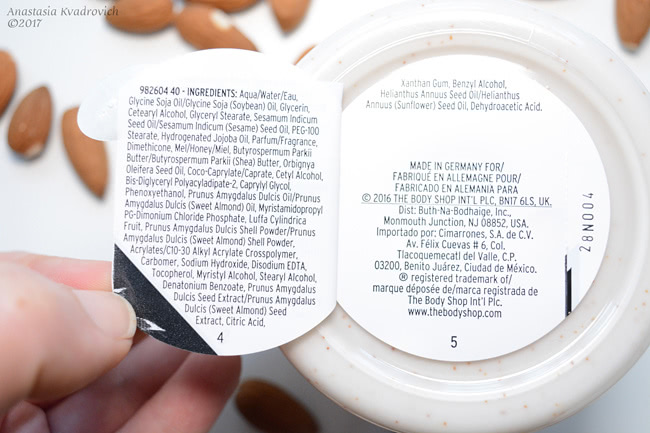 Anastasia Kvadrovich
©2017
9B2604 40 - INGREDIENTS: Aqua/Water/Eau,
Glycine Soja Oil/Glycine Soja (Soybean) Oil, Glycerin,
Cetearyl Alcohol, Glyceryl Stearate, Sesamum Indicum
Seed Oil/Sesamum Indicum (Sesame) Seed Oil, PEG-100
Stearate, Hydrogenated Jojoba Oil, Parfum/Fragrance,
Dimethicone, Mel/Honey/Miel, Butyrospermum Parkii
Butter/Butyrospermum Parkii (Shea) Butter, Orbignya
Oleifera Seed Oil, Coco-Caprylate/Caprate, Cetyl Alcohol,
Bis-Diglyceryl Polyacyladipate-2, Caprylyl Glycol,
Phenoxyethanol, Prunus Amygdalus Dulcis Oil/Prunus
Amygdalus Dulcis (Sweet Almond) Oil, Myristamidopropyl
PG-Dimonium Chloride Phosphate, Luffa Cylindrica
Fruit, Prunus Amygdalus Dulcis Shell Powder/Prunus
Amygdalus Dulcis (Sweet Almond) Shell Powder,
Acrylates/C10-30 Alkyl Acrylate Crosspolymer,
Carbomer, Sodium Hydroxide, Disodium EDTA,
Tocopherol, Myristyl Alcohol, Stearyl Alcohol,
Denatonium Benzoate, Prunus Amygdalus
Dulcis Seed Extract/Prunus Amygdalus
Dulcis (Sweet Almond) Seed
Extract, Citric Acid,
4
Xanthan Gum, Benzyl Alcohol,
Helianthus Annuus Seed Oil/Helianthus
Annuus (Sunflower) Seed Oil, Dehydroacetic Acid.
MADE IN GERMANY FOR/
FABRIQUÉ EN ALLEMAGNE POUR/
FABRICADO EN ALEMANIA PARA
© 2016 THE BODY SHOP INT'L PLC, BN17 6LS, UK.
Dist: Buth-Na-Bodhaige, Inc.,
Monmouth Junction, NJ 08852, USA.
Importado por: Cimarrones, S.A. de C.V.
Av. Félix Cuevas # 6, Col.
Tlacoquemecatl del Valle, C.P.
03200, Benito Juárez, Ciudad de México.
® registered trademark of/
marque déposée de/marca registrada de
The Body Shop Int'l Plc.
www.thebodyshop.com
5
28N004